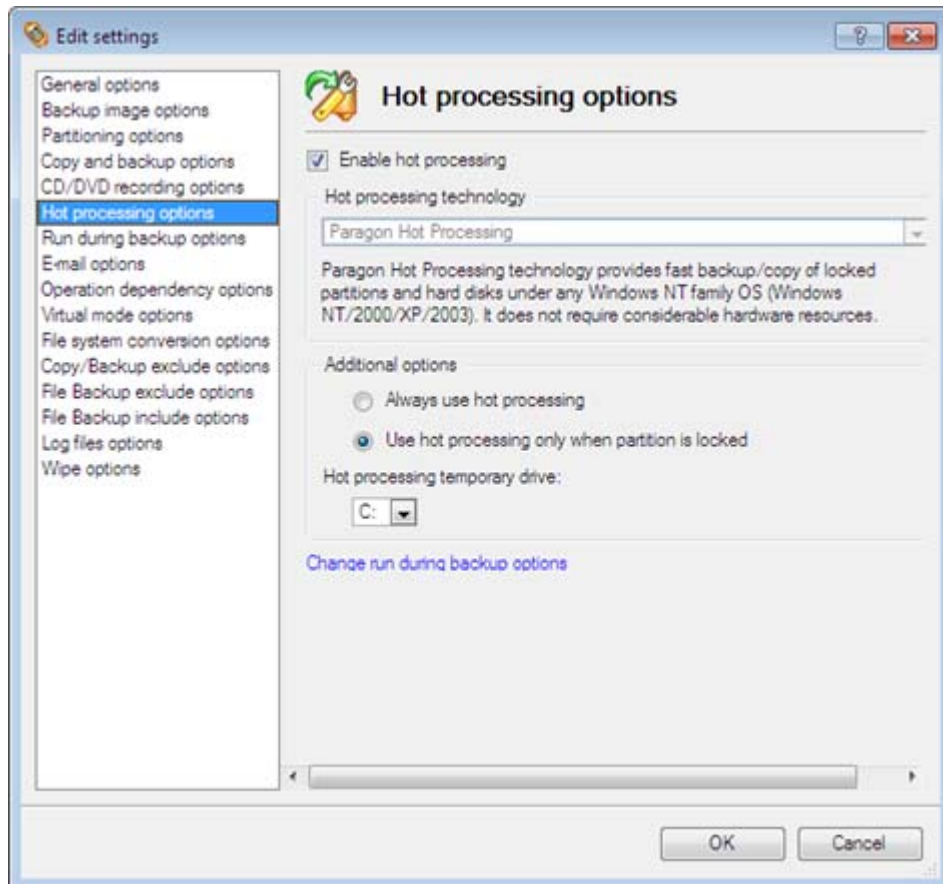 Edit settings
General options
Backup image options
Partitioning options
Copy and backup options
CD/DVD recording options
Hot processing options
Run during backup options
E-mail options
Operation dependency options
Virtual mode options
File system conversion options
Copy/Backup exclude options
File Backup exclude options
File Backup include options
Log files options
Wipe options
Hot processing options
Enable hot processing
Hot processing technology
Paragon Hot Processing
Paragon Hot Processing technology provides fast backup/copy of locked
partitions and hard disks under any Windows NT family OS (Windows
NT/2000/XP/2003). It does not require considerable hardware resources.
Additional options
Always use hot processing
Use hot processing only when partition is locked
Hot processing temporary drive:
C:
Change run during backup options
OK
Cancel